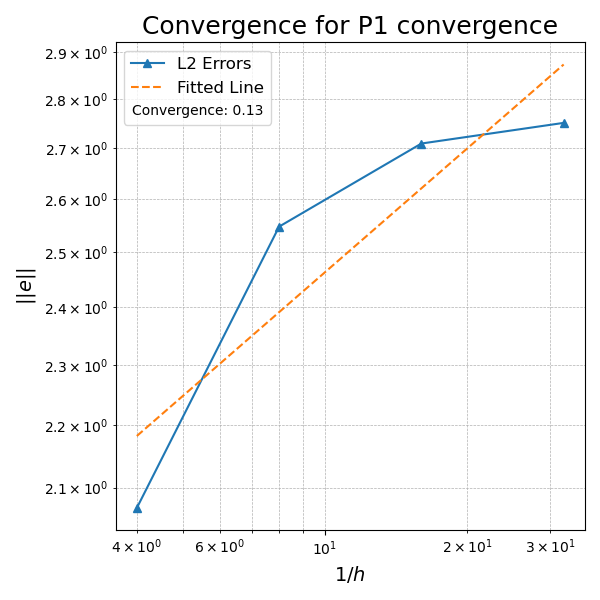 Convergence for P1 convergence
L2 Errors
Fitted Line
Convergence: 0.13
||e||
2.9 × 10⁰
2.8 × 10⁰
2.7 × 10⁰
2.6 × 10⁰
2.5 × 10⁰
2.4 × 10⁰
2.3 × 10⁰
2.2 × 10⁰
2.1 × 10⁰
4 × 10⁰ 6 × 10⁰ 10¹ 2 × 10¹ 3 × 10¹
1/h